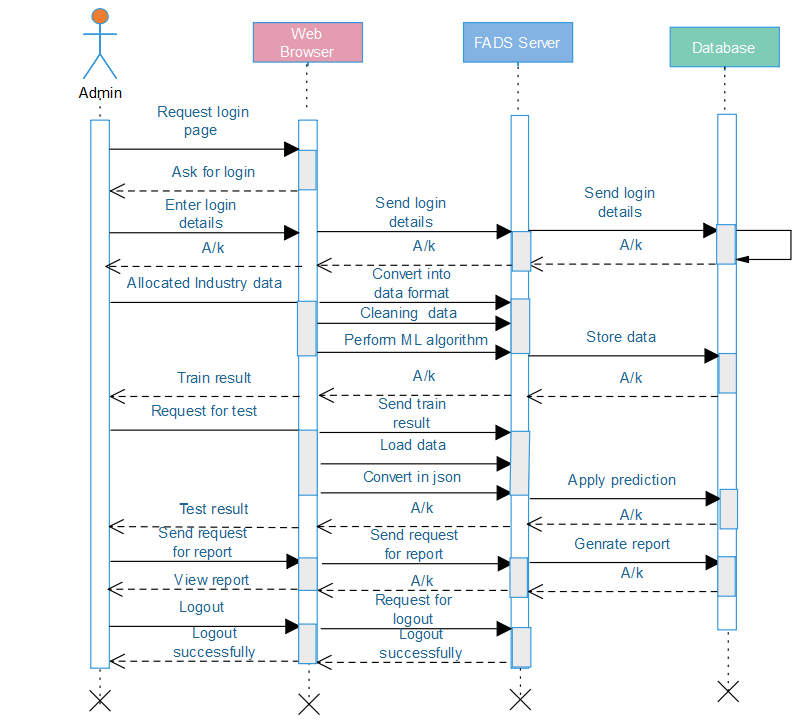 Web
Browser
FADS Server
Database
Admin
Request login
page
Ask for login
Enter login
details
Send login
details
Send login
details
A/k
A/k
A/k
Allocated Industry data
Convert into
data format
Cleaning data
Perform ML algorithm
Store data
Train result
A/k
A/k
Request for test
Send train
result
Load data
Convert in json
Apply prediction
Test result
A/k
A/k
Send request
for report
Send request
for report
Genrate report
View report
A/k
A/k
Logout
Request for
logout
Logout
successfully
Logout
successfully